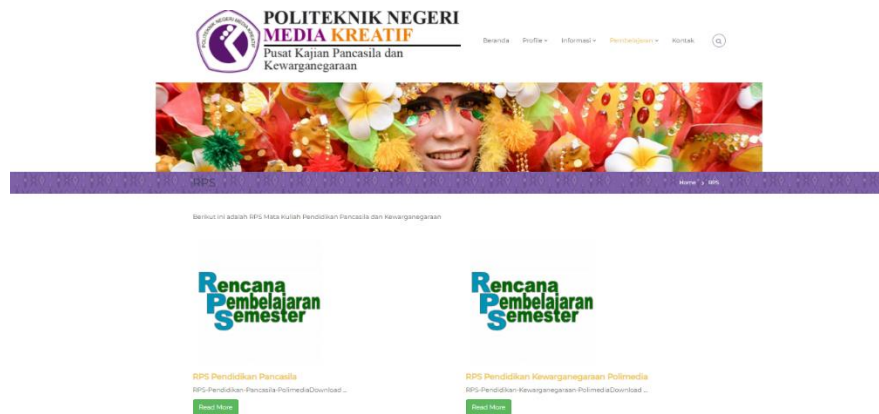 POLITEKNIK NEGERI
MEDIA KREATIF
Pusat Kajian Pancasila dan
Kewarganegaraan
Beranda Profile Informasi Pembelajaran Kontak
RPS
Home > RPS
Berikut ini adalah RPS Mata Kuliah Pendidikan Pancasila dan Kewarganegaraan
Rencana
Pembelajaran
Semester
Rencana
Pembelajaran
Semester
RPS Pendidikan Pancasila
RPS-Pendidikan-Pancasila-PolimediaDownload ...
Read More
RPS Pendidikan Kewarganegaraan Polimedia
RPS-Pendidikan-Kewarganegaraan-PolimediaDownload ...
Read More